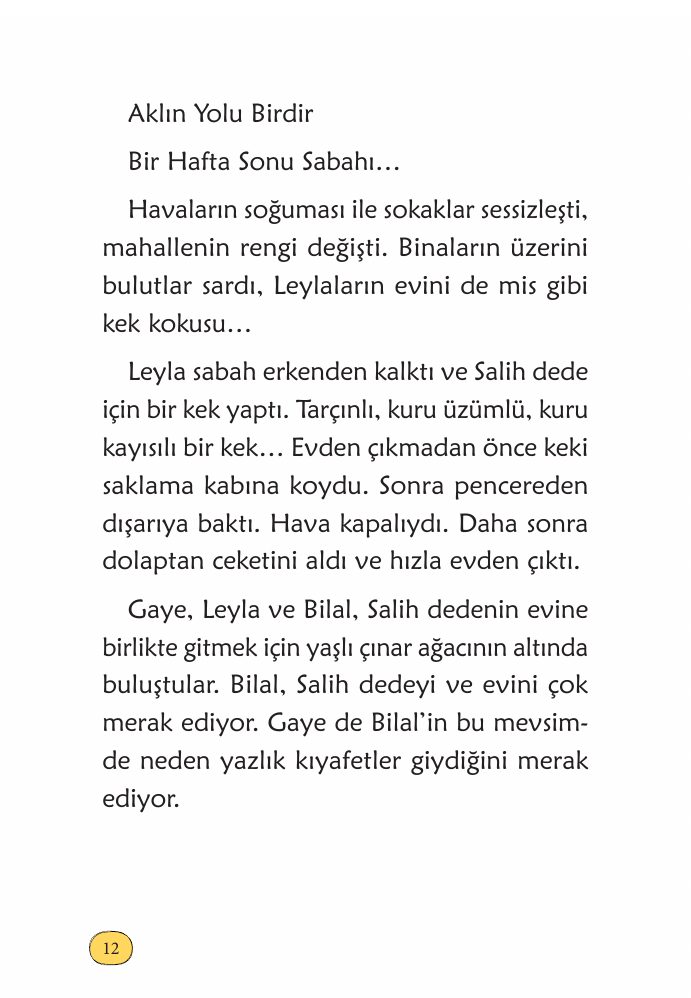 Aklın Yolu Birdir
Bir Hafta Sonu Sabahı…
Havaların soğuması ile sokaklar sessizleşti,
mahallenin rengi değişti. Binaların üzerini
bulutlar sardı, Leylaların evini de mis gibi
kek kokusu…
Leyla sabah erkenden kalktı ve Salih dede
için bir kek yaptı. Tarçınlı, kuru üzümlü, kuru
kayısılı bir kek… Evden çıkmadan önce keki
saklama kabına koydu. Sonra pencereden
dışarıya baktı. Hava kapalıydı. Daha sonra
dolaptan ceketini aldı ve hızla evden çıktı.
Gaye, Leyla ve Bilal, Salih dedenin evine
birlikte gitmek için yaşlı çınar ağacının altında
buluştular. Bilal, Salih dedeyi ve evini çok
merak ediyor. Gaye de Bilal’in bu mevsim-
de neden yazlık kıyafetler giydiğini merak
ediyor.
12